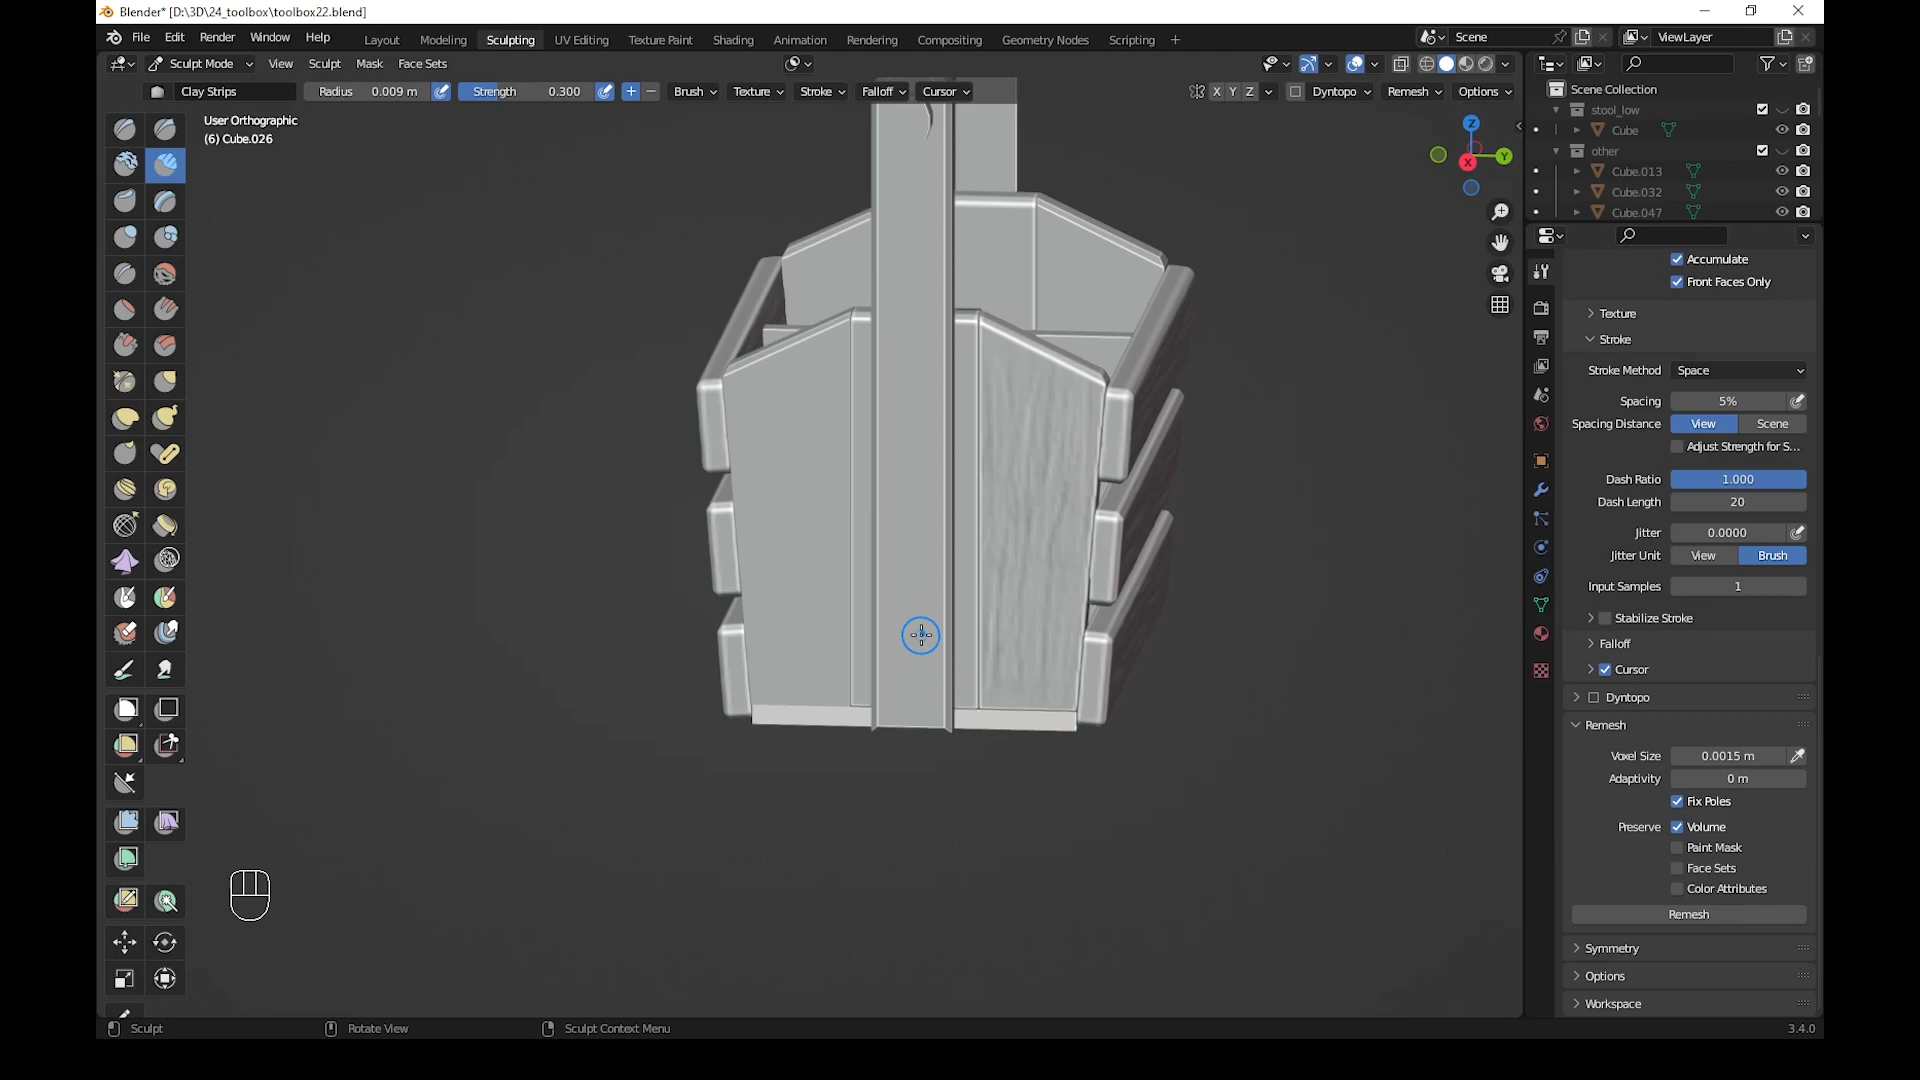 Blender* [D:\3D\24_toolbox\toolbox22.blend]
File Edit Render Window Help Layout Modeling Sculpting UV Editing Texture Paint Shading Animation Rendering Compositing Geometry Nodes Scripting + Scene ViewLayer
Sculpt Mode View Sculpt Mask Face Sets
Clay Strips Radius 0.009 m Strength 0.300 Brush Texture Stroke Falloff Cursor X Y Z Dyntopo Remesh Options
User Orthographic
(6) Cube.026
Z
Y
X
Scene Collection
stool_low
Cube
other
Cube.013
Cube.032
Cube.047
Accumulate
Front Faces Only
Texture
Stroke
Stroke Method Space
Spacing 5%
Spacing Distance View Scene
Adjust Strength for S...
Dash Ratio 1.000
Dash Length 20
Jitter 0.0000
Jitter Unit View Brush
Input Samples 1
Stabilize Stroke
Falloff
Cursor
Dyntopo
Remesh
Voxel Size 0.0015 m
Adaptivity 0 m
Fix Poles
Preserve Volume
Paint Mask
Face Sets
Color Attributes
Remesh
Symmetry
Options
Workspace
Sculpt Rotate View Sculpt Context Menu 3.4.0